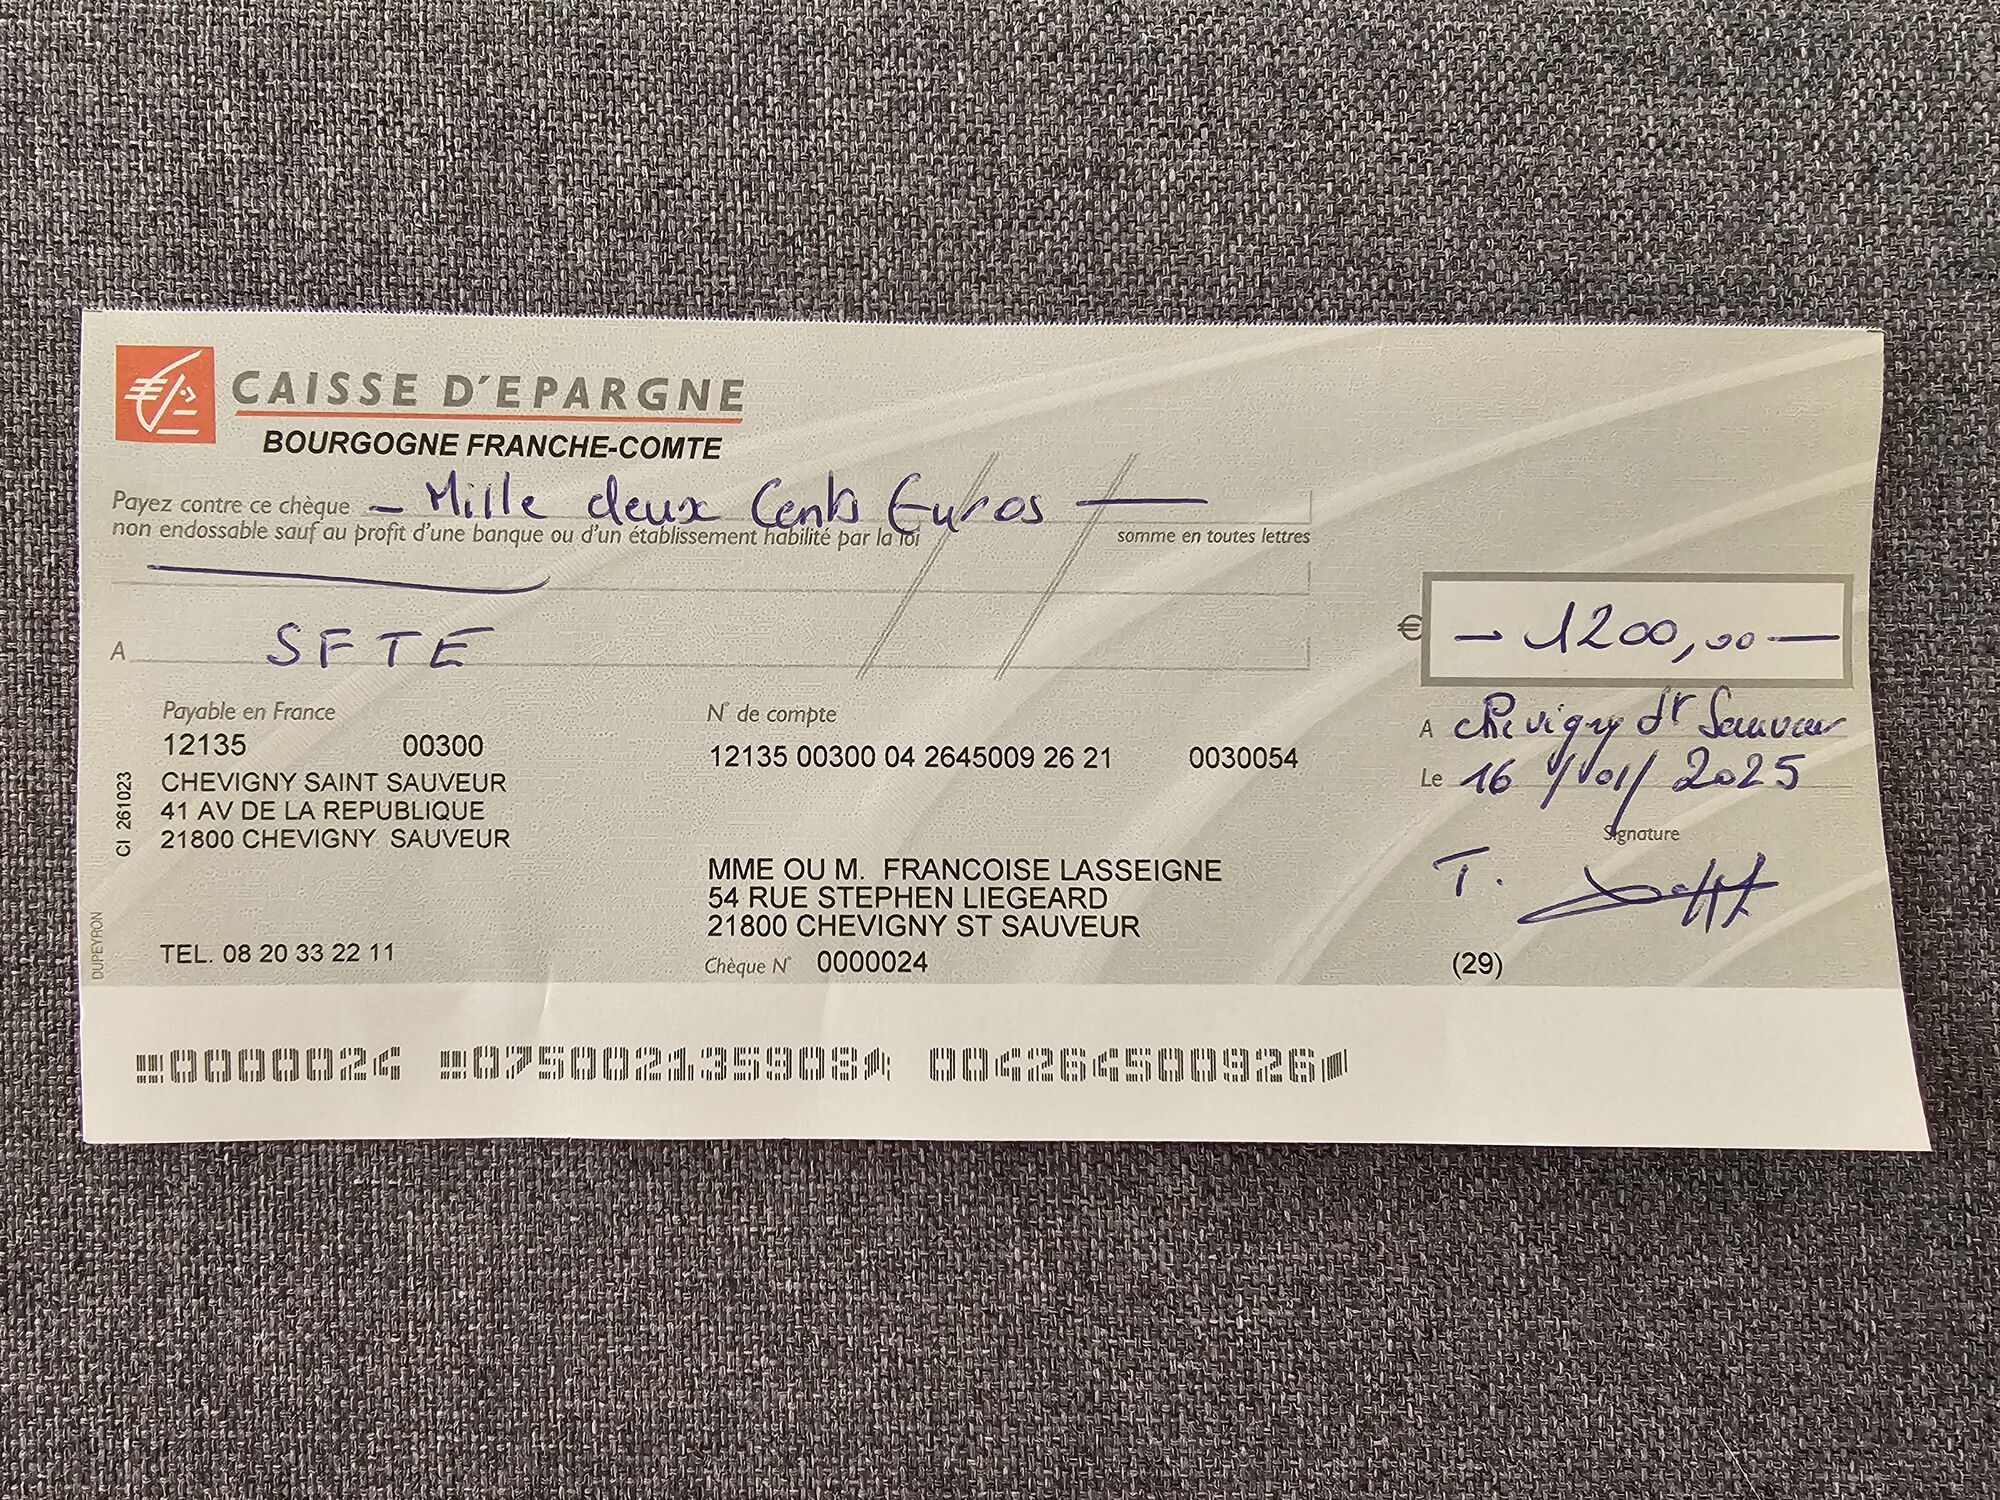 CAISSE D'EPARGNE
BOURGOGNE FRANCHE-COMTE
Payez contre ce chèque — Mille deux Cents Euros —
non endossable sauf au profit d'une banque ou d'un établissement habilité par la loi somme en toutes lettres
€ — 1200,00 —
A SFTE
Payable en France N° de compte
12135 00300 12135 00300 04 2645009 26 21 0030054
A Chevigny St Sauveur
Le 16/01/2025
CHEVIGNY SAINT SAUVEUR
41 AV DE LA REPUBLIQUE
21800 CHEVIGNY SAUVEUR
CI 261023
Signature
T.
MME OU M. FRANCOISE LASSEIGNE
54 RUE STEPHEN LIEGEARD
21800 CHEVIGNY ST SAUVEUR
DUPEYRON
TEL. 08 20 33 22 11 Chèque N° 0000024 (29)
0000024 075002135908 004264500926